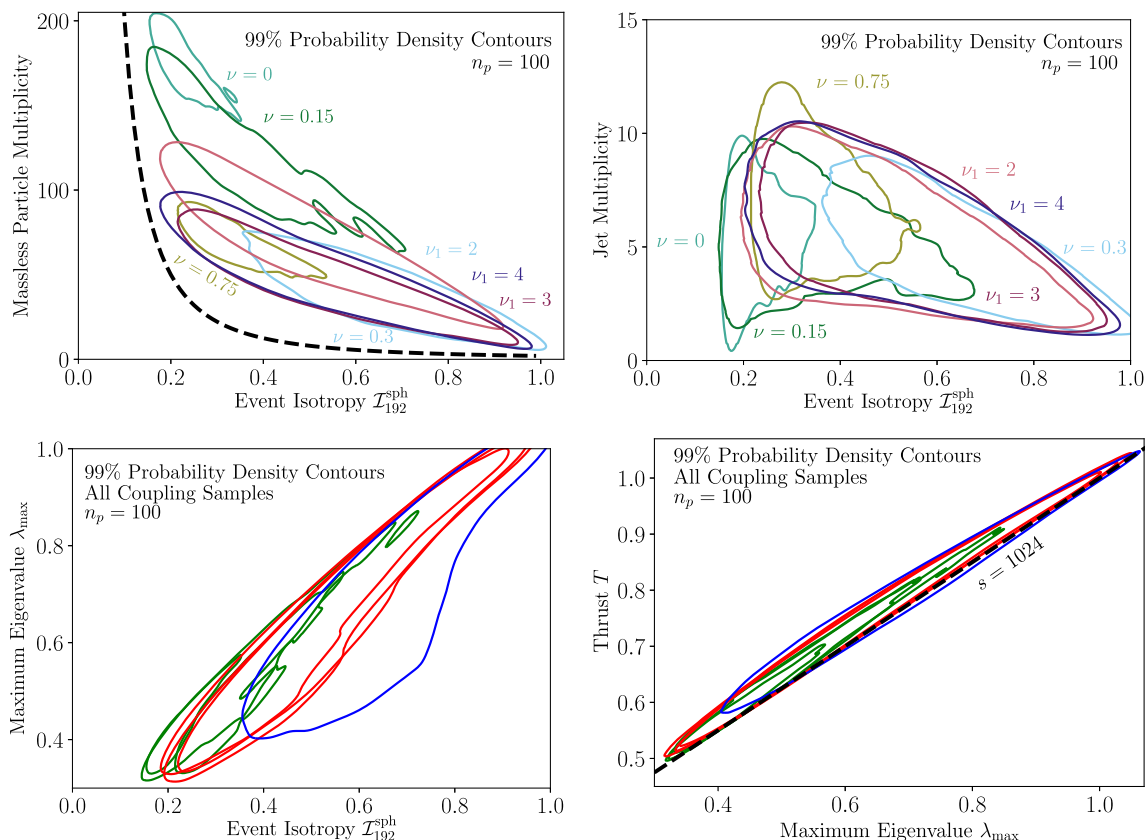 99% Probability Density Contours
n_p = 100
ν = 0
ν = 0.15
ν_1 = 2
ν_1 = 4
ν_1 = 3
ν = 0.75
ν = 0.3
200
100
0
0.0 0.2 0.4 0.6 0.8 1.0
Massless Particle Multiplicity
Event Isotropy I_{192}^{sph}
99% Probability Density Contours
n_p = 100
ν = 0.75
ν_1 = 2
ν_1 = 4
ν = 0
ν = 0.3
ν_1 = 3
ν = 0.15
15
10
5
0
0.0 0.2 0.4 0.6 0.8 1.0
Jet Multiplicity
Event Isotropy I_{192}^{sph}
99% Probability Density Contours
All Coupling Samples
n_p = 100
1.0
0.8
0.6
0.4
0.0 0.2 0.4 0.6 0.8 1.0
Maximum Eigenvalue λ_max
Event Isotropy I_{192}^{sph}
99% Probability Density Contours
All Coupling Samples
n_p = 100
s = 1024
1.0
0.9
0.8
0.7
0.6
0.5
0.4 0.6 0.8 1.0
Thrust T
Maximum Eigenvalue λ_max